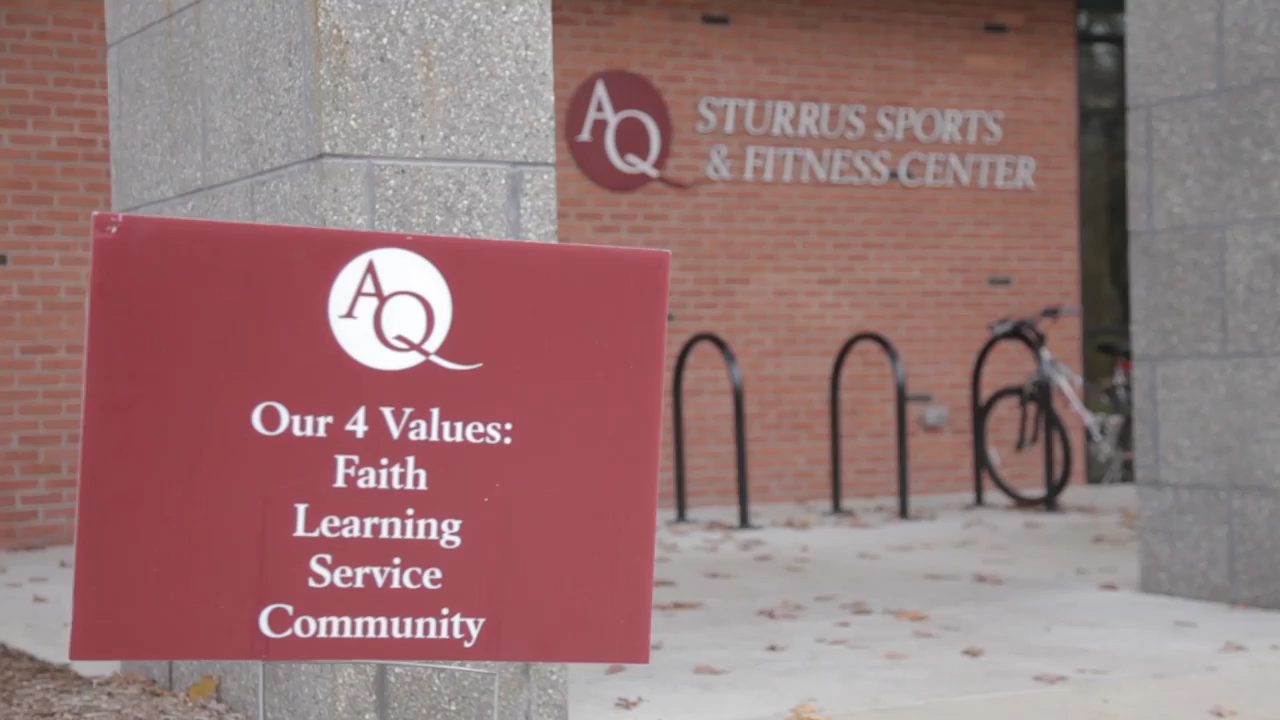 AQ
STURRUS SPORTS
& FITNESS CENTER
AQ
Our 4 Values:
Faith
Learning
Service
Community